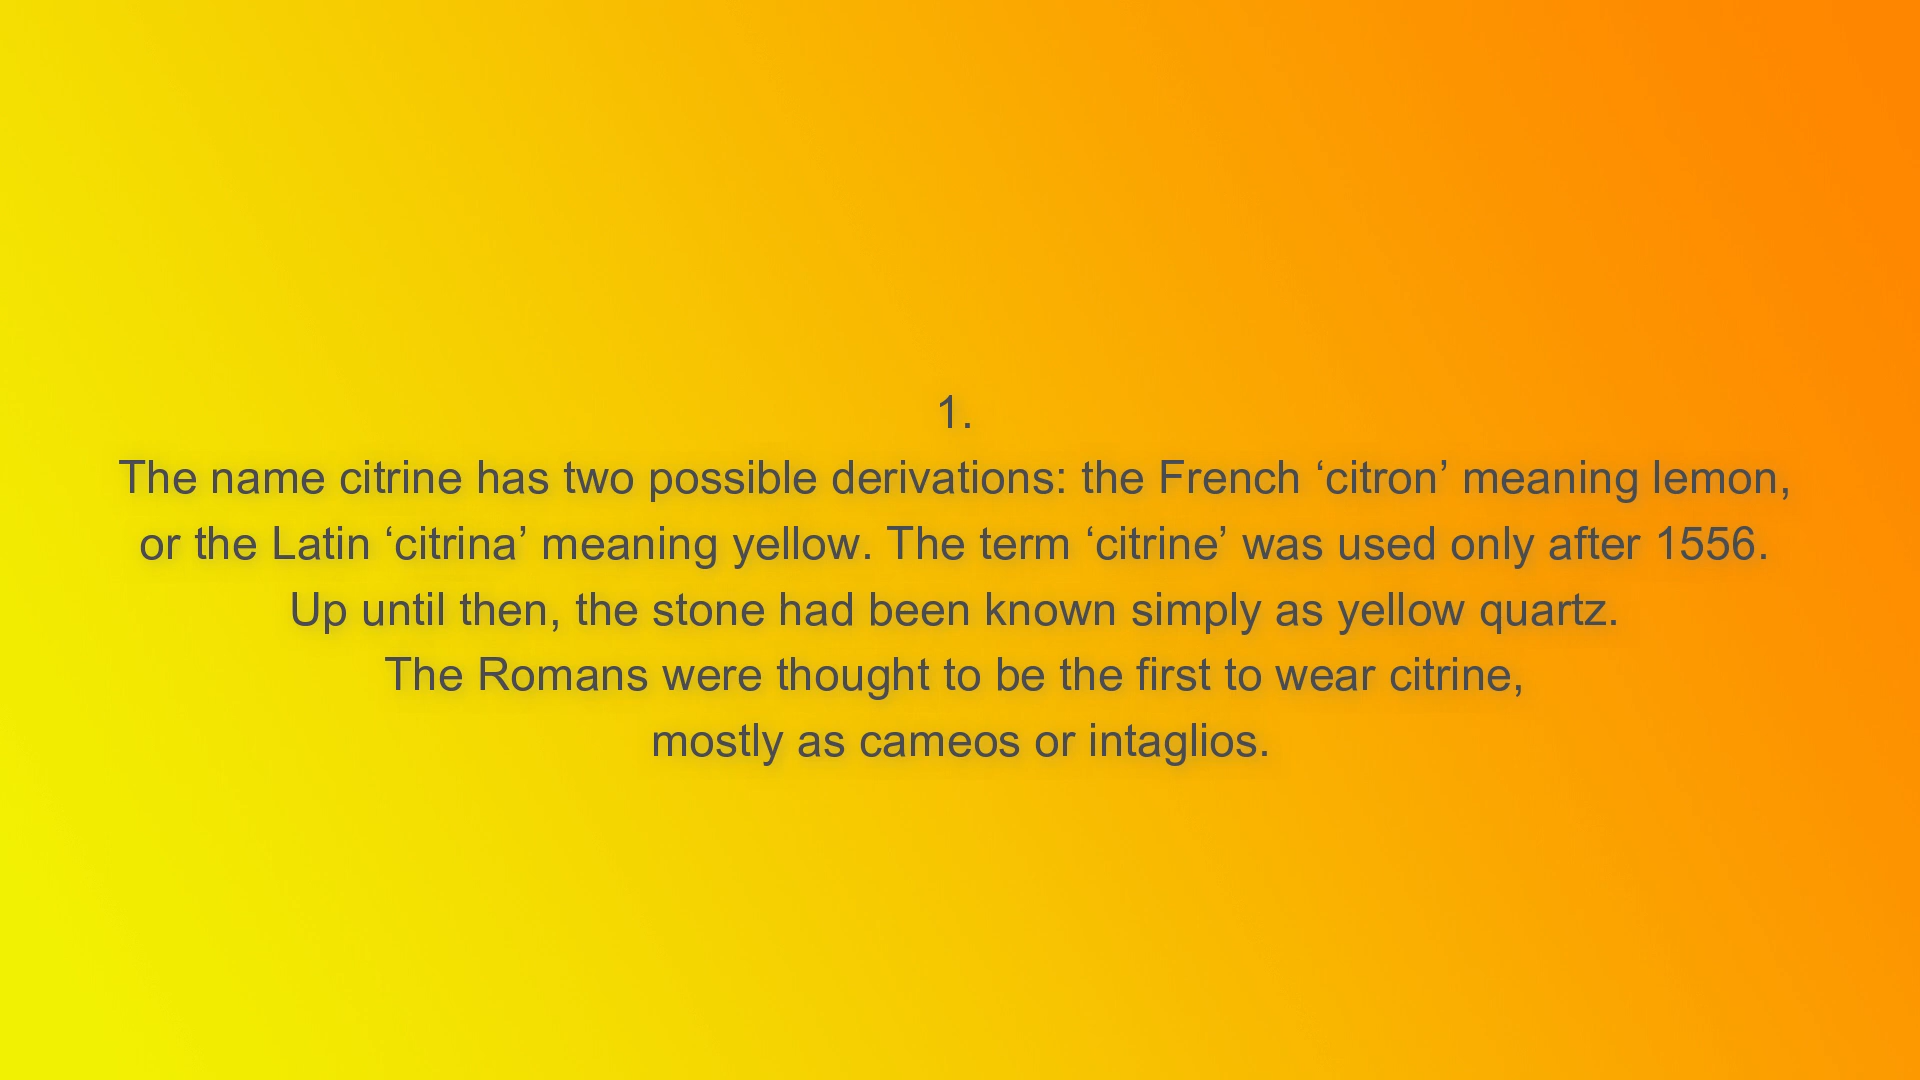 1.
The name citrine has two possible derivations: the French ‘citron’ meaning lemon,
or the Latin ‘citrina’ meaning yellow. The term ‘citrine’ was used only after 1556.
Up until then, the stone had been known simply as yellow quartz.
The Romans were thought to be the first to wear citrine,
mostly as cameos or intaglios.